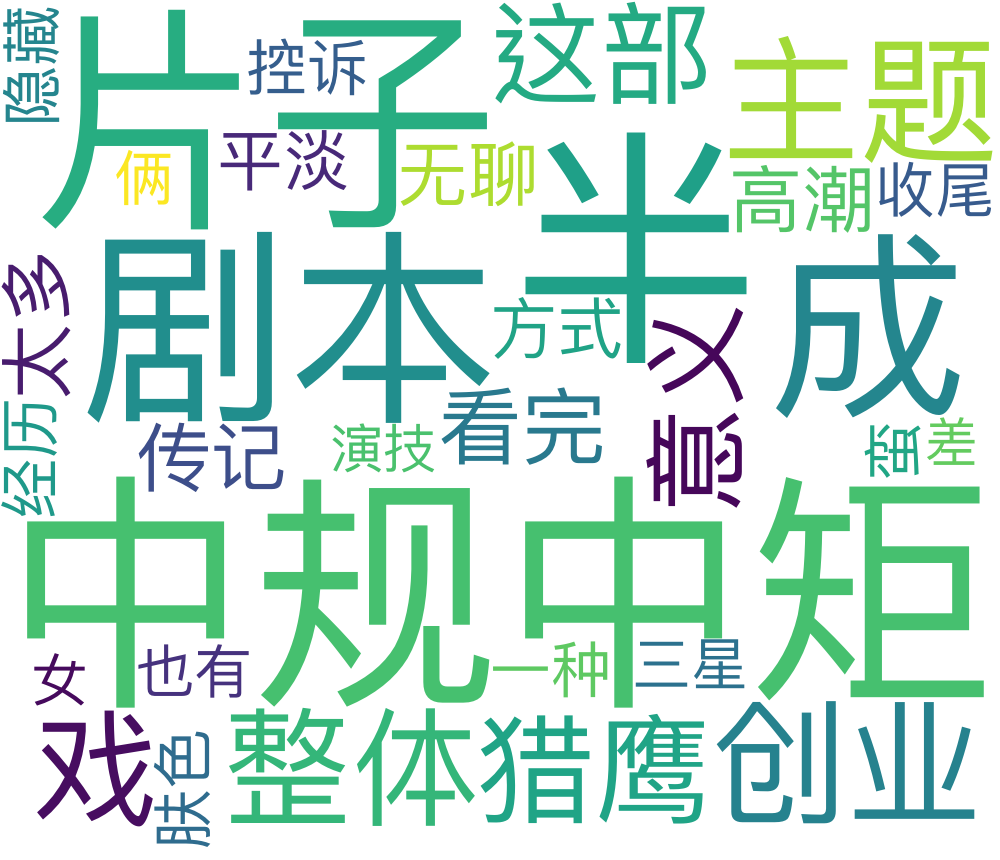 隐藏
片子
控诉
这部
主题
俩
平淡
无聊
高潮
收尾
半
剧本
成
太多
方式
意义
经历
传记
演技
看完
蛮
差
中规中矩
女
也有
一种
三星
戏
肤色
整体
猎鹰
创业